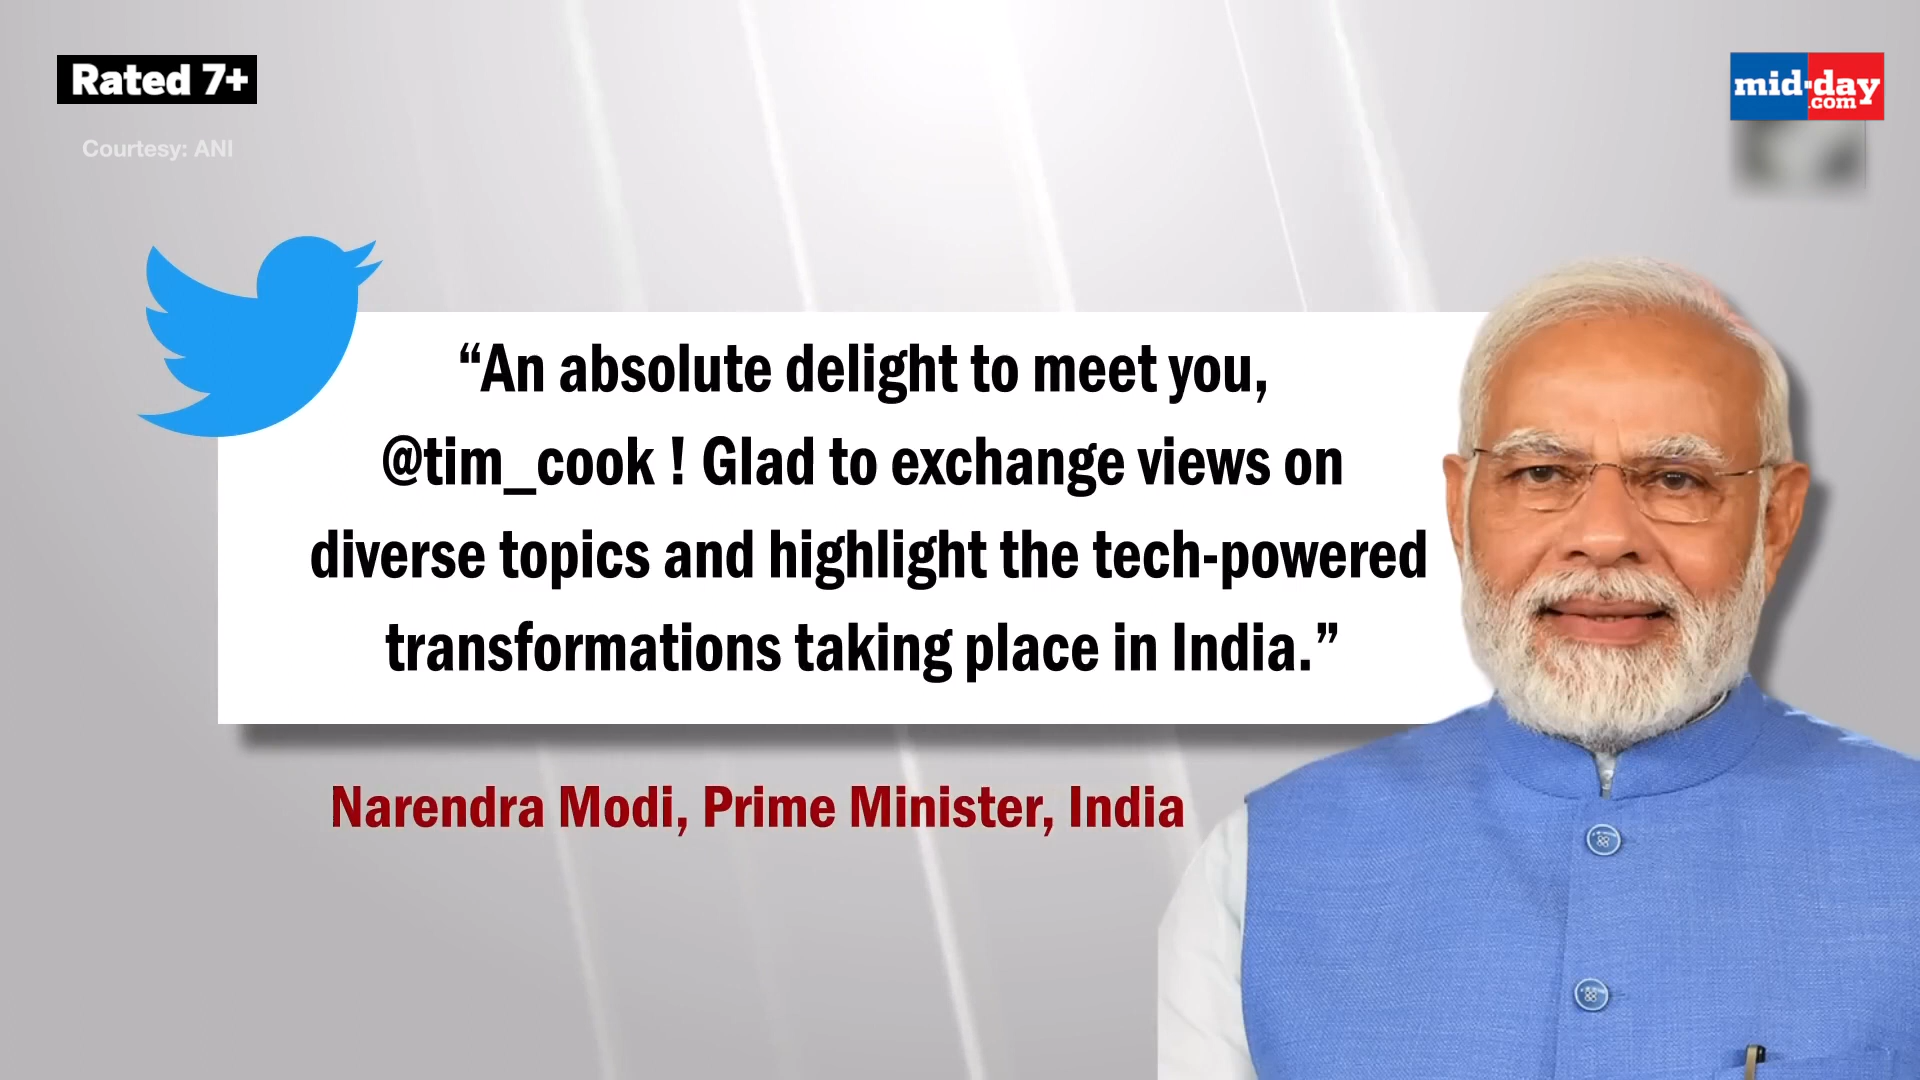 Rated 7+
mid-day
.com
Courtesy: ANI
“An absolute delight to meet you,
@tim_cook ! Glad to exchange views on
diverse topics and highlight the tech-powered
transformations taking place in India.”
Narendra Modi, Prime Minister, India